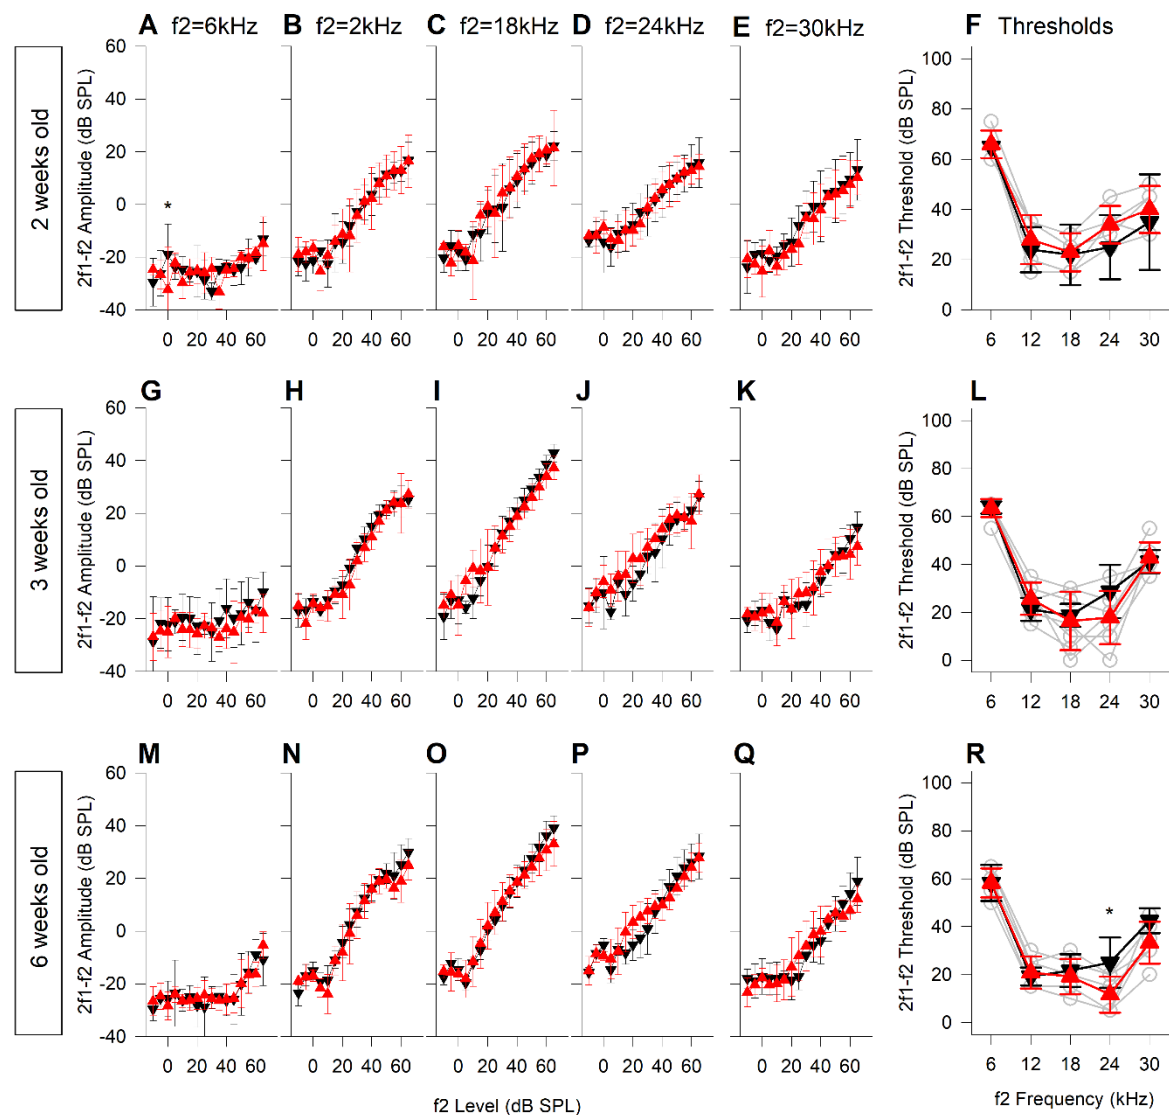 A f2=6kHz B f2=2kHz C f2=18kHz D f2=24kHz E f2=30kHz F Thresholds
2 weeks old
2f1-f2 Amplitude (dB SPL)
60
40
20
0
-20
-40
*
0 20 40 60 0 20 40 60 0 20 40 60 0 20 40 60 0 20 40 60
2f1-f2 Threshold (dB SPL)
100
80
60
40
20
0
6 12 18 24 30
G H I J K L
3 weeks old
2f1-f2 Amplitude (dB SPL)
60
40
20
0
-20
-40
0 20 40 60 0 20 40 60 0 20 40 60 0 20 40 60 0 20 40 60
2f1-f2 Threshold (dB SPL)
100
80
60
40
20
0
6 12 18 24 30
M N O P Q R
6 weeks old
2f1-f2 Amplitude (dB SPL)
60
40
20
0
-20
-40
0 20 40 60 0 20 40 60 0 20 40 60 0 20 40 60 0 20 40 60
2f1-f2 Threshold (dB SPL)
100
80
60
40
20
0
*
6 12 18 24 30
f2 Level (dB SPL)
f2 Frequency (kHz)